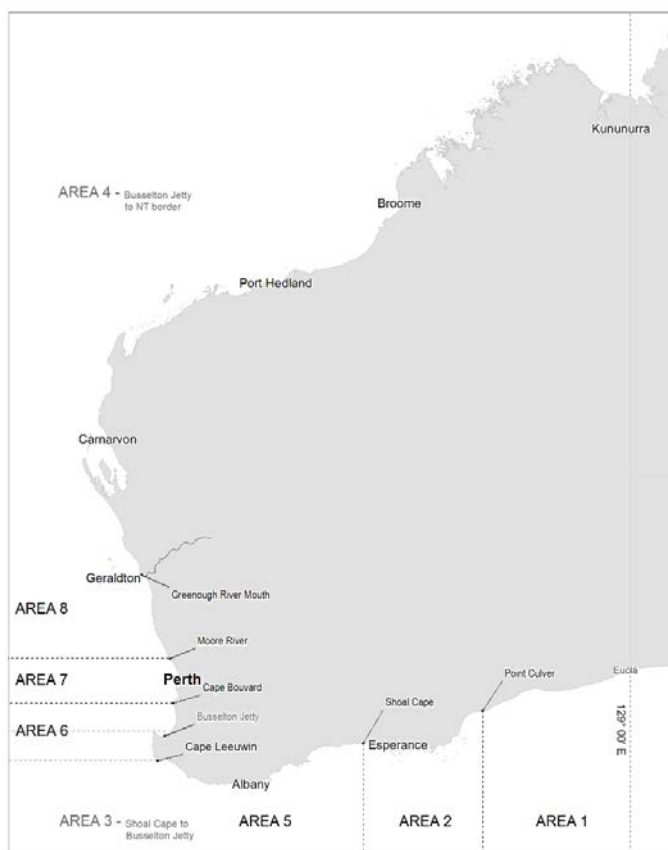 Kununurra
AREA 4 - Busselton Jetty
to NT border
Broome
Port Hedland
Carnarvon
Geraldton
Greenough River Mouth
AREA 8
Moore River
AREA 7
Perth
Cape Bouvard
Point Culver
Eucla
Shoal Cape
Busselton Jetty
AREA 6
129° 00' E
Cape Leeuwin
Esperance
Albany
AREA 3 - Shoal Cape to
Busselton Jetty
AREA 5
AREA 2
AREA 1